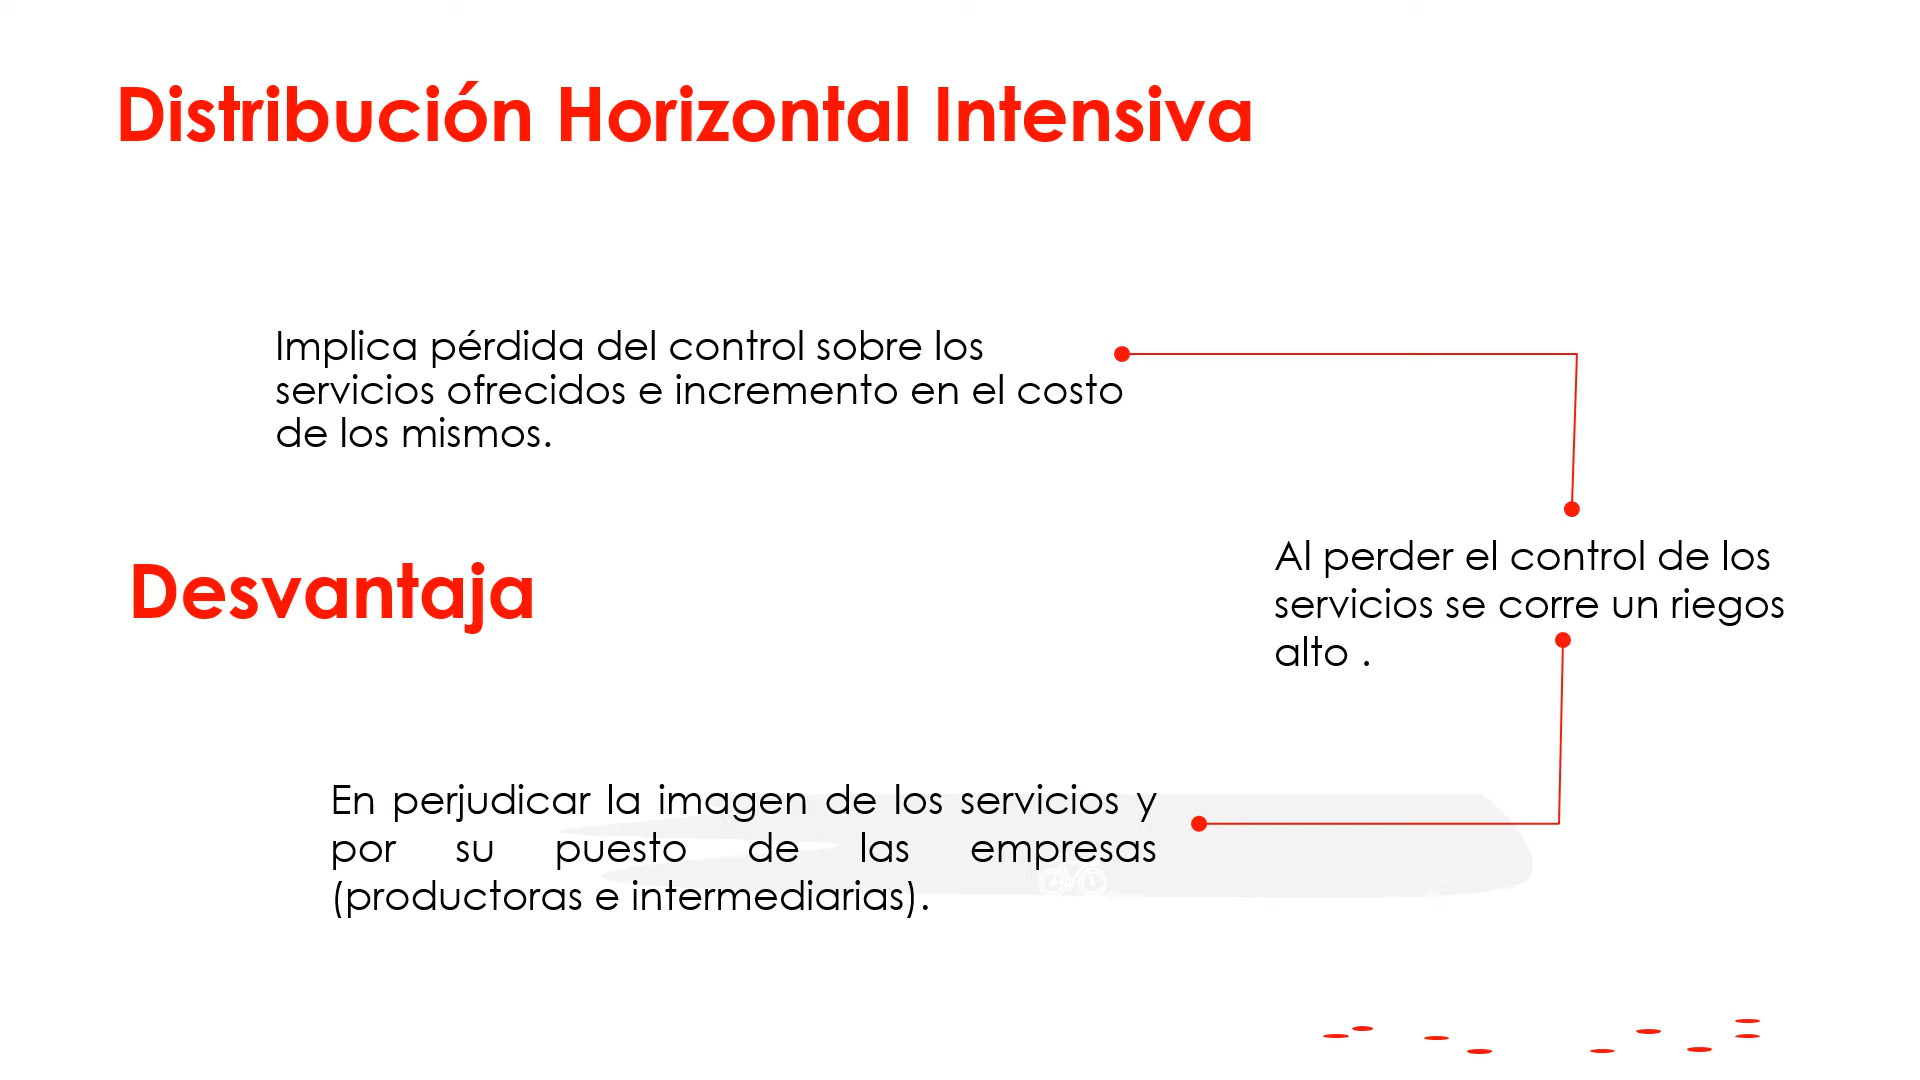 Distribución Horizontal Intensiva
Implica pérdida del control sobre los
servicios ofrecidos e incremento en el costo
de los mismos.
Desvantaja
Al perder el control de los
servicios se corre un riegos
alto .
En perjudicar la imagen de los servicios y
por su puesto de las empresas
(productoras e intermediarias).